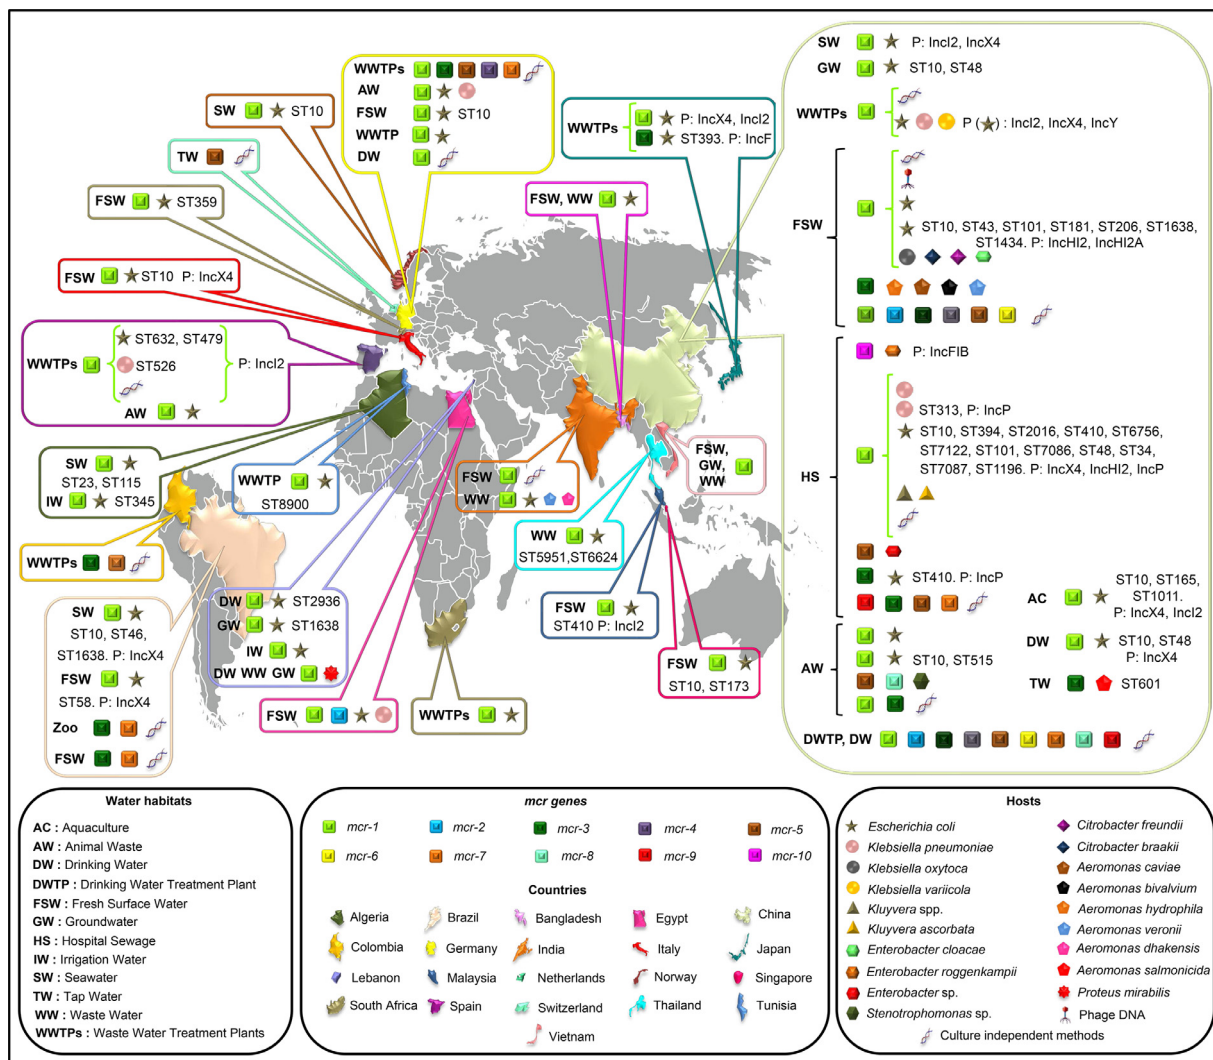 WWTPs
AW
FSW ST10
WWTP
DW
SW ST10
TW
FSW ST359
FSW ST10 P: IncX4
WWTPs
ST632, ST479
ST526
P: IncI2
AW
SW
ST23, ST115
IW ST345
WWTP
ST8900
WWTPs
SW
ST10, ST46,
ST1638. P: IncX4
FSW
ST58. P: IncX4
Zoo
FSW
DW ST2936
GW ST1638
IW
DW WW GW
FSW
WWTPs
WWTPs
P: IncX4, IncI2
ST393. P: IncF
FSW, WW
FSW
WW
FSW,
GW,
WW
WW
ST5951,ST6624
FSW
ST410 P: IncI2
FSW
ST10, ST173
SW P: IncI2, IncX4
GW ST10, ST48
WWTPs
P ( ) : IncI2, IncX4, IncY
FSW
ST10, ST43, ST101, ST181, ST206, ST1638,
ST1434. P: IncHI2, IncHI2A
HS
P: IncFIB
ST313, P: IncP
ST10, ST394, ST2016, ST410, ST6756,
ST7122, ST101, ST7086, ST48, ST34,
ST7087, ST1196. P: IncX4, IncHI2, IncP
ST410. P: IncP
AW
ST10, ST515
AC
ST10, ST165,
ST1011.
P: IncX4, IncI2
DW
ST10, ST48
P: IncX4
TW ST601
DWTP, DW
Water habitats
AC : Aquaculture
AW : Animal Waste
DW : Drinking Water
DWTP : Drinking Water Treatment Plant
FSW : Fresh Surface Water
GW : Groundwater
HS : Hospital Sewage
IW : Irrigation Water
SW : Seawater
TW : Tap Water
WW : Waste Water
WWTPs : Waste Water Treatment Plants
mcr genes
mcr-1 mcr-2 mcr-3 mcr-4 mcr-5
mcr-6 mcr-7 mcr-8 mcr-9 mcr-10
Countries
Algeria Brazil Bangladesh Egypt China
Colombia Germany India Italy Japan
Lebanon Malaysia Netherlands Norway Singapore
South Africa Spain Switzerland Thailand Tunisia
Vietnam
Hosts
Escherichia coli
Klebsiella pneumoniae
Klebsiella oxytoca
Klebsiella variicola
Kluyvera spp.
Kluyvera ascorbata
Enterobacter cloacae
Enterobacter roggenkampii
Enterobacter sp.
Stenotrophomonas sp.
Citrobacter freundii
Citrobacter braakii
Aeromonas caviae
Aeromonas bivalvium
Aeromonas hydrophila
Aeromonas veronii
Aeromonas dhakensis
Aeromonas salmonicida
Proteus mirabilis
Phage DNA
Culture independent methods